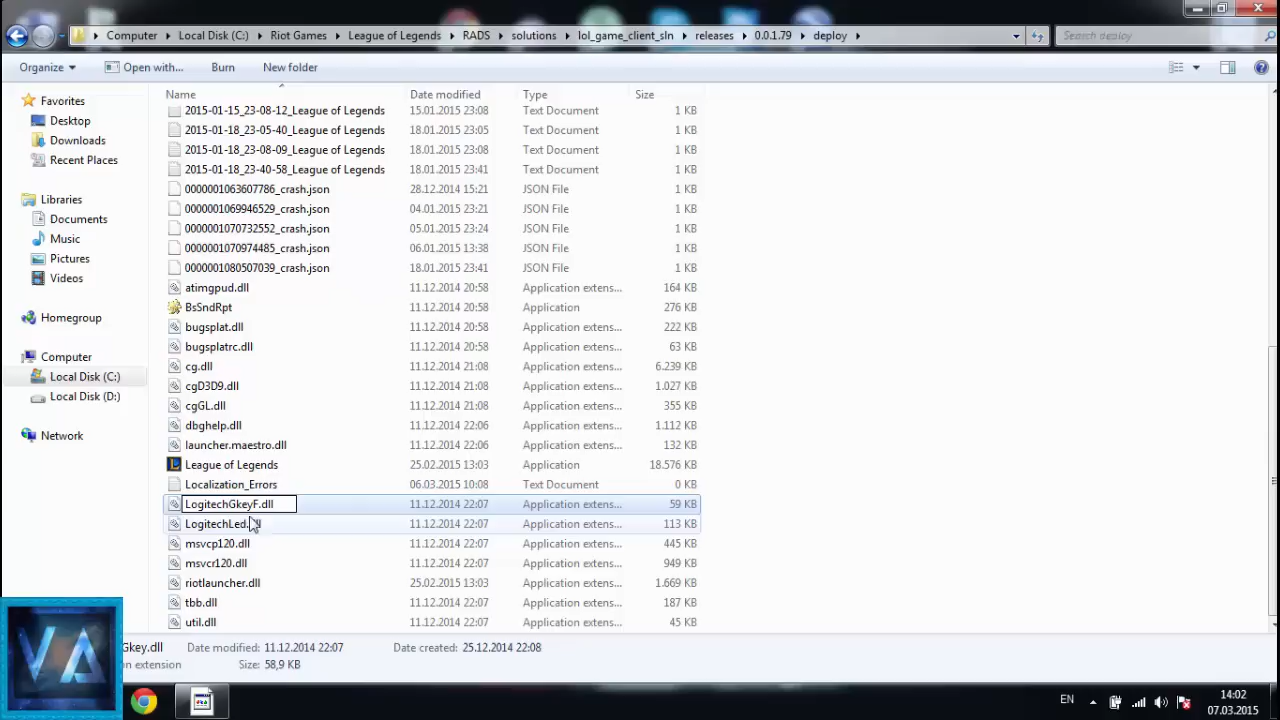 Computer Local Disk (C:) Riot Games League of Legends RADS solutions lol_game_client_sln releases 0.0.1.79 deploy Search deploy
Organize Open with... Burn New folder
Name Date modified Type Size
2015-01-15_23-08-12_League of Legends 15.01.2015 23:08 Text Document 1 KB
2015-01-18_23-05-40_League of Legends 18.01.2015 23:05 Text Document 1 KB
2015-01-18_23-08-09_League of Legends 18.01.2015 23:08 Text Document 1 KB
2015-01-18_23-40-58_League of Legends 18.01.2015 23:41 Text Document 1 KB
0000001063607786_crash.json 28.12.2014 15:21 JSON File 1 KB
0000001069946529_crash.json 04.01.2015 23:21 JSON File 1 KB
0000001070732552_crash.json 05.01.2015 23:24 JSON File 1 KB
0000001070974485_crash.json 06.01.2015 13:38 JSON File 1 KB
0000001080507039_crash.json 18.01.2015 23:41 JSON File 1 KB
atimgpud.dll 11.12.2014 20:58 Application extens... 164 KB
BsSndRpt 11.12.2014 20:58 Application 276 KB
bugsplat.dll 11.12.2014 20:58 Application extens... 222 KB
bugsplatrc.dll 11.12.2014 20:58 Application extens... 63 KB
cg.dll 11.12.2014 21:08 Application extens... 6.239 KB
cgD3D9.dll 11.12.2014 21:08 Application extens... 1.027 KB
cgGL.dll 11.12.2014 21:08 Application extens... 355 KB
dbghelp.dll 11.12.2014 22:06 Application extens... 1.112 KB
launcher.maestro.dll 11.12.2014 22:06 Application extens... 132 KB
League of Legends 25.02.2015 13:03 Application 18.576 KB
Localization_Errors 06.03.2015 10:08 Text Document 0 KB
LogitechGkeyF.dll 11.12.2014 22:07 Application extens... 59 KB
LogitechLed.dll 11.12.2014 22:07 Application extens... 113 KB
msvcp120.dll 11.12.2014 22:07 Application extens... 445 KB
msvcr120.dll 11.12.2014 22:07 Application extens... 949 KB
riotlauncher.dll 25.02.2015 13:03 Application extens... 1.669 KB
tbb.dll 11.12.2014 22:07 Application extens... 187 KB
util.dll 11.12.2014 22:07 Application extens... 45 KB
Favorites
Desktop
Downloads
Recent Places
Libraries
Documents
Music
Pictures
Videos
Homegroup
Computer
Local Disk (C:)
Local Disk (D:)
Network
Gkey.dll Date modified: 11.12.2014 22:07 Date created: 25.12.2014 22:08
n extension Size: 58,9 KB
VA
EN
14:02
07.03.2015